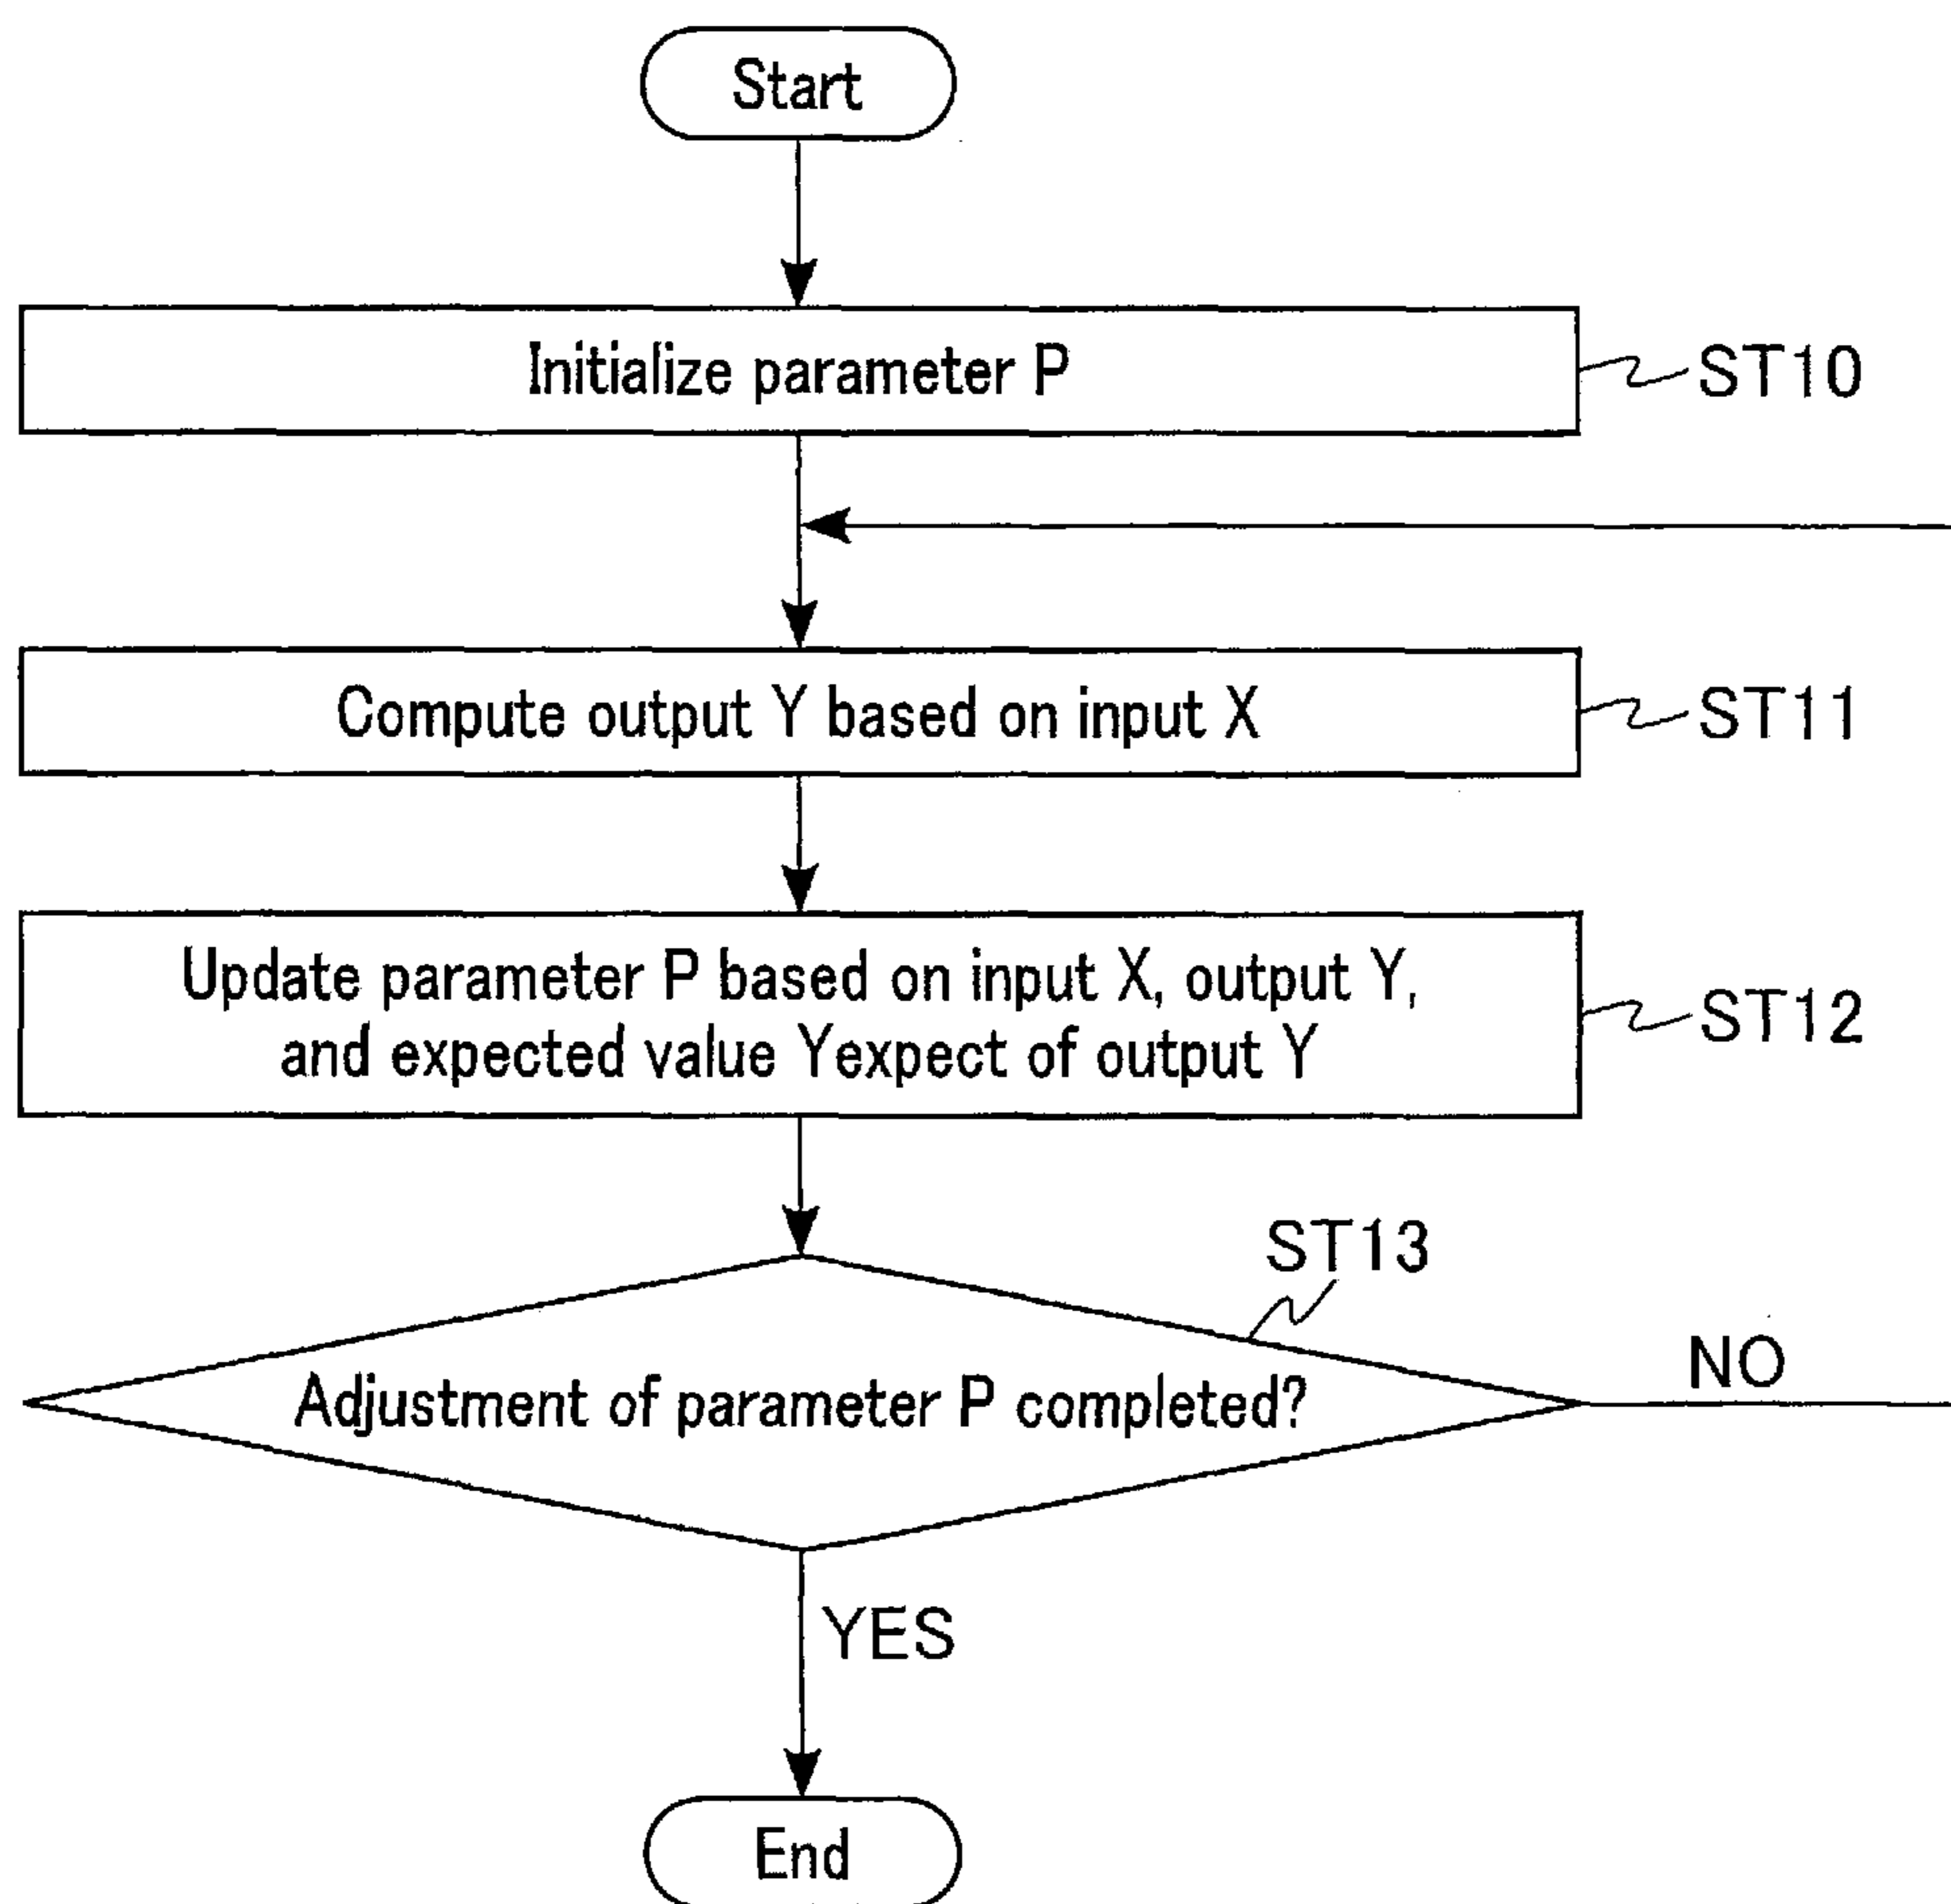 Start
Initialize parameter P
ST10
Compute output Y based on input X
ST11
Update parameter P based on input X, output Y,
and expected value Yexpect of output Y
ST12
ST13
Adjustment of parameter P completed?
NO
YES
End